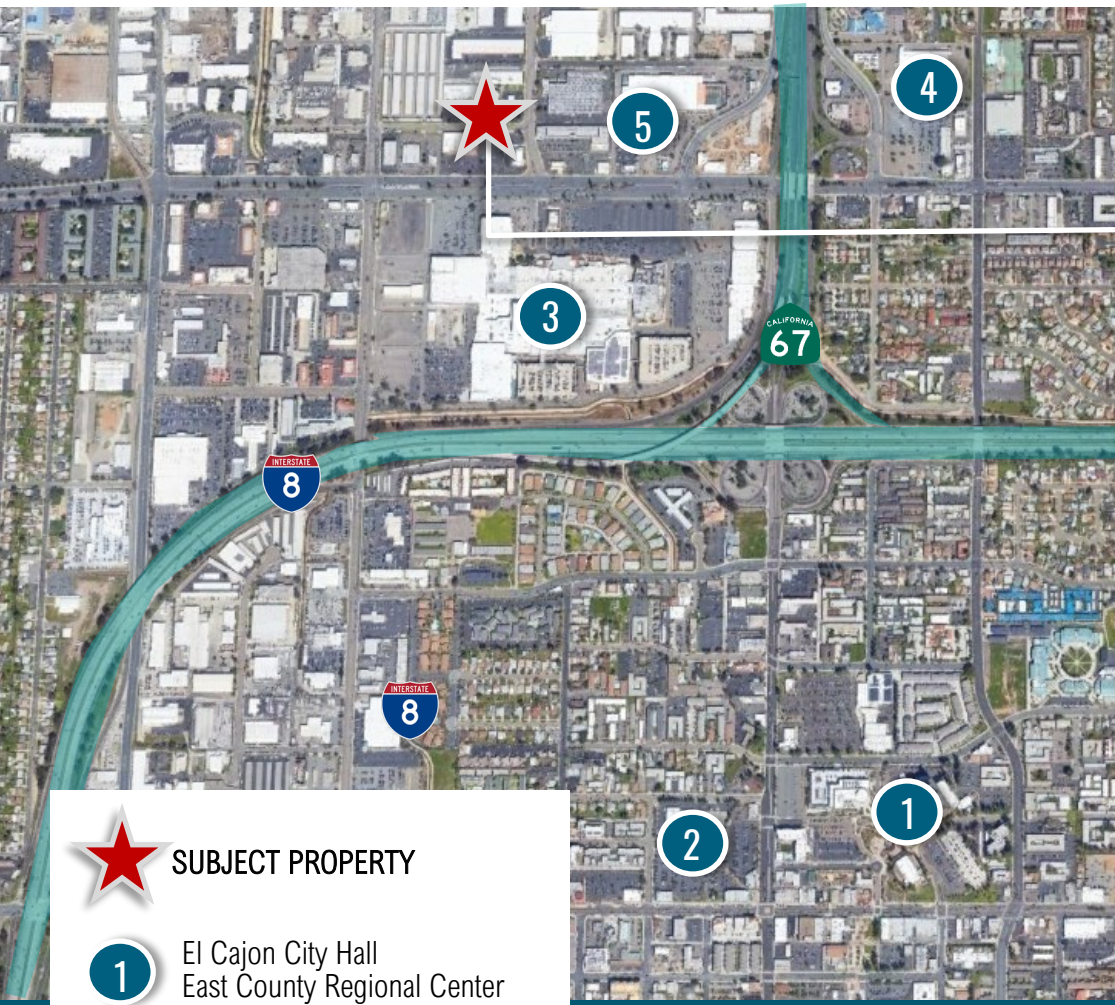 4
5
3
CALIFORNIA
67
INTERSTATE
8
INTERSTATE
8
1
2
SUBJECT PROPERTY
1
El Cajon City Hall
East County Regional Center